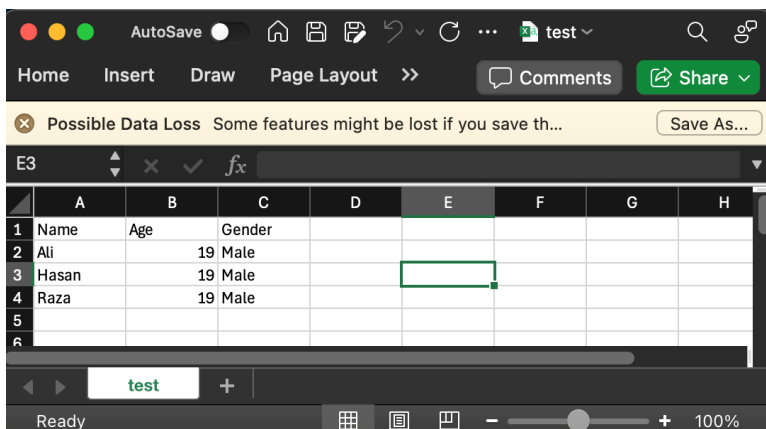 AutoSave test
Home Insert Draw Page Layout >> Comments Share
Possible Data Loss Some features might be lost if you save th... Save As...
E3 fx
A B C D E F G H
1 Name Age Gender
2 Ali 19 Male
3 Hasan 19 Male
4 Raza 19 Male
5
6
test +
Ready - + 100%